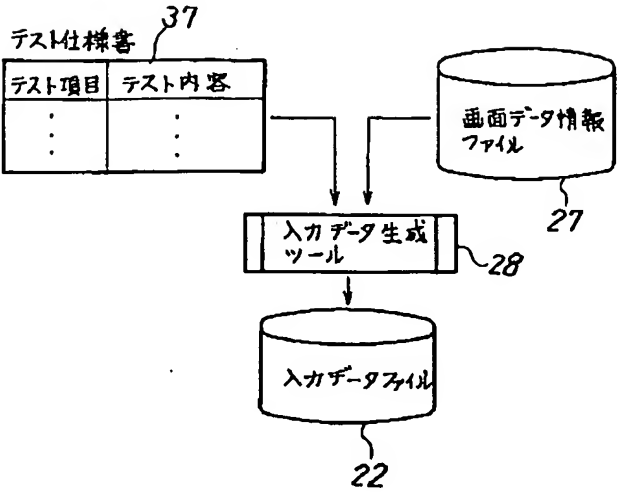 37
テスト仕様書
テスト項目 テスト内容
画面データ情報
ファイル
27
入力データ生成
ツール
28
入力データファイル
22